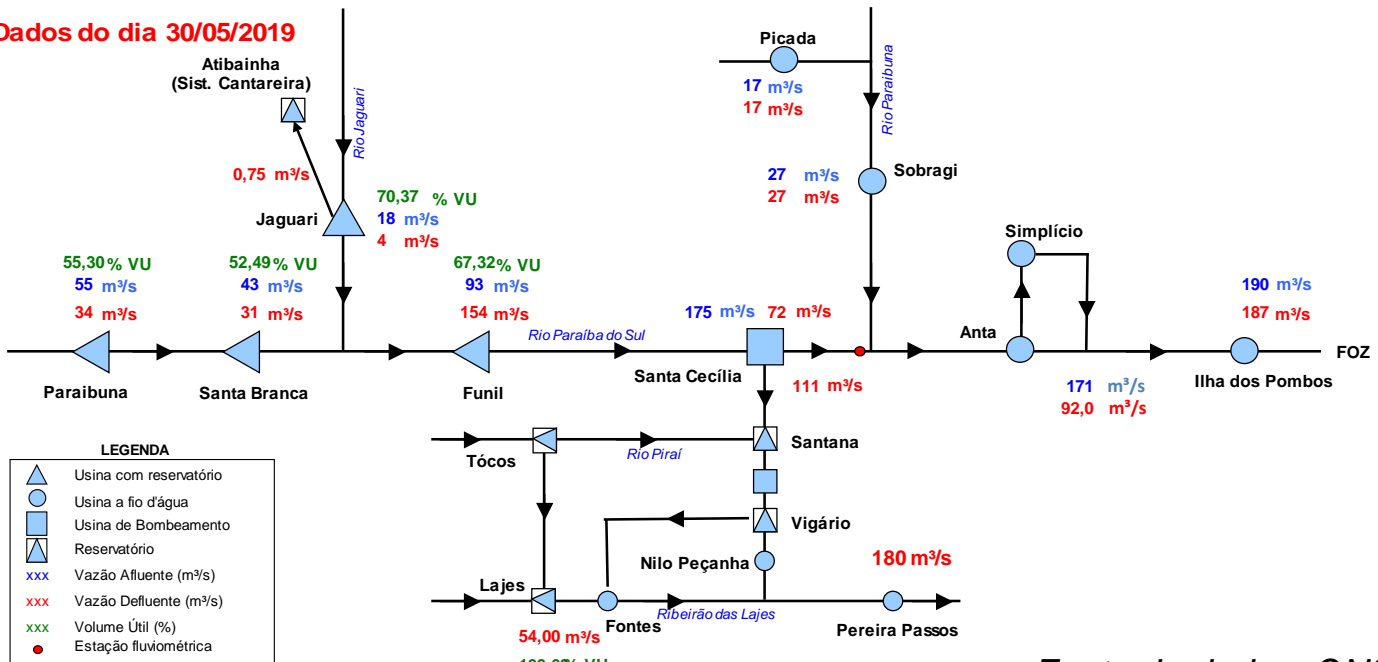 Dados do dia 30/05/2019
Atibainha
(Sist. Cantareira)
Rio Jaguari
0,75 m³/s
Jaguari
70,37 % VU
18 m³/s
4 m³/s
Picada
17 m³/s
17 m³/s
Rio Paraibuna
27 m³/s
27 m³/s
Sobragi
Simplício
55,30% VU
55 m³/s
34 m³/s
52,49% VU
43 m³/s
31 m³/s
67,32% VU
93 m³/s
154 m³/s
175 m³/s 72 m³/s
190 m³/s
187 m³/s
Rio Paraíba do Sul
Anta
FOZ
Paraibuna
Santa Branca
Funil
Santa Cecília
111 m³/s
171 m³/s
92,0 m³/s
Ilha dos Pombos
Tócos
Rio Piraí
Santana
Vigário
Nilo Peçanha
180 m³/s
Lajes
Fontes
Ribeirão das Lajes
Pereira Passos
54,00 m³/s
% VU
LEGENDA
Usina com reservatório
Usina a fio d'água
Usina de Bombeamento
Reservatório
xxx Vazão Afluente (m³/s)
xxx Vazão Defluente (m³/s)
xxx Volume Útil (%)
Estação fluviométrica